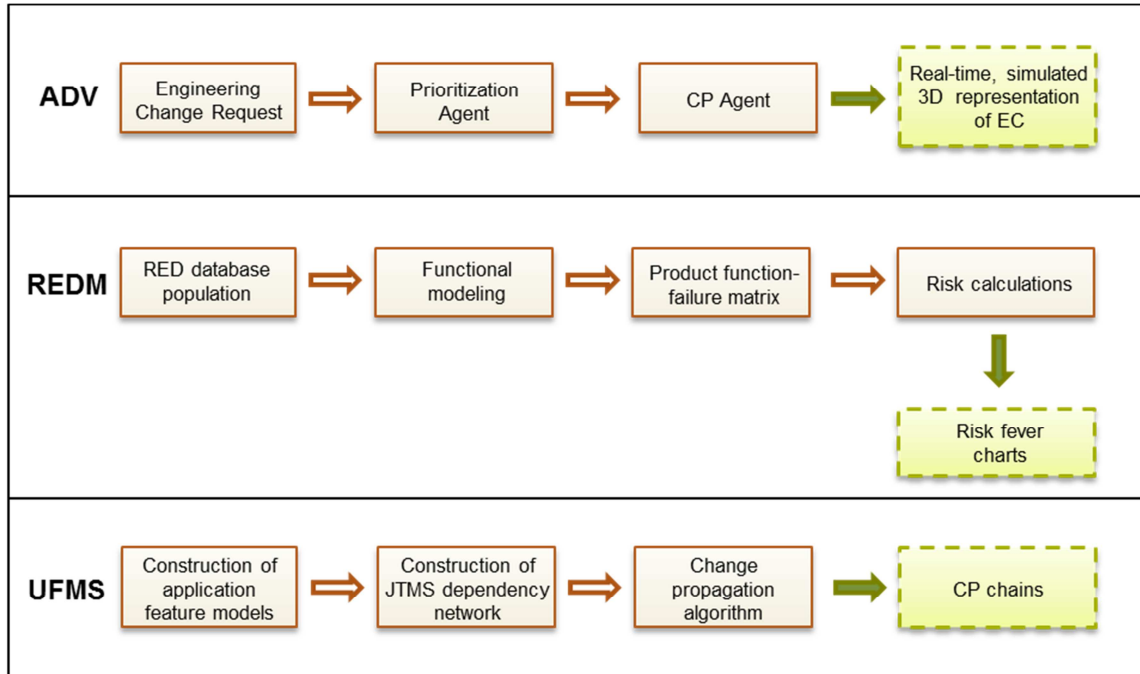 ADV
Engineering
Change Request
Prioritization
Agent
CP Agent
Real-time, simulated
3D representation
of EC
REDM
RED database
population
Functional
modeling
Product function-
failure matrix
Risk calculations
Risk fever
charts
UFMS
Construction of
application
feature models
Construction of
JTMS dependency
network
Change
propagation
algorithm
CP chains